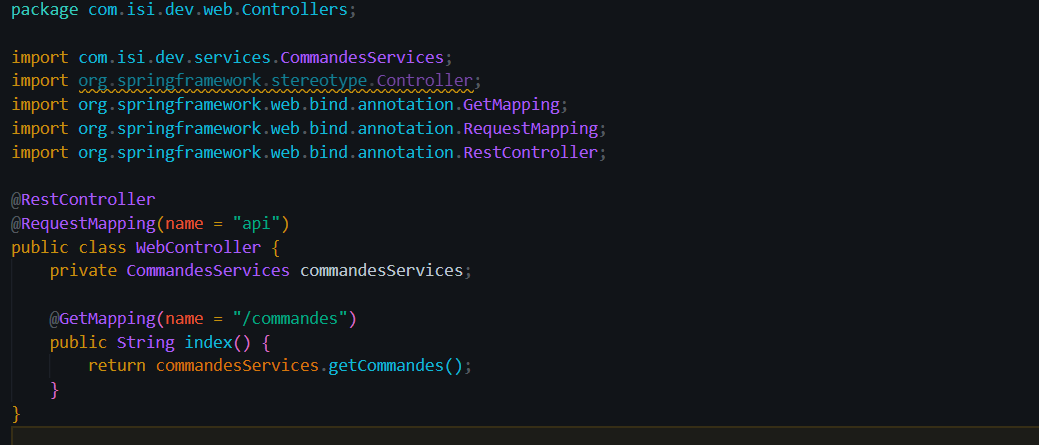 package com.isi.dev.web.Controllers;
import com.isi.dev.services.CommandesServices;
import org.springframework.stereotype.Controller;
import org.springframework.web.bind.annotation.GetMapping;
import org.springframework.web.bind.annotation.RequestMapping;
import org.springframework.web.bind.annotation.RestController;
@RestController
@RequestMapping(name = "api")
public class WebController {
    private CommandesServices commandesServices;
    @GetMapping(name = "/commandes")
    public String index() {
        return commandesServices.getCommandes();
    }
}